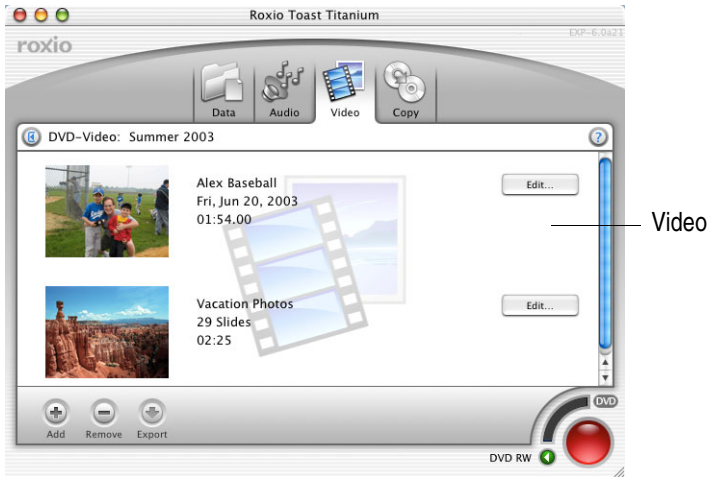 Roxio Toast Titanium
EXP-6.0a21
roxio
Data Audio Video Copy
DVD-Video: Summer 2003
?
Alex Baseball
Edit...
Fri, Jun 20, 2003
01:54.00
Video
Vacation Photos
Edit...
29 Slides
02:25
DVD
Add Remove Export
DVD RW